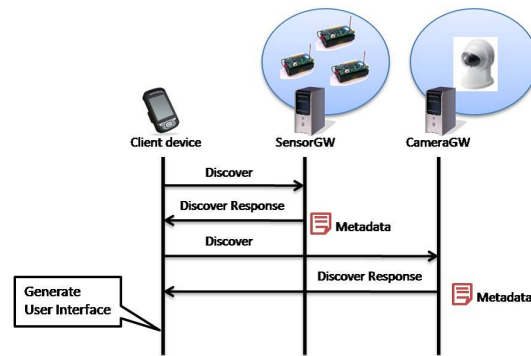 Client device
SensorGW
CameraGW
Discover
Discover Response
Metadata
Discover
Discover Response
Metadata
Generate
User Interface